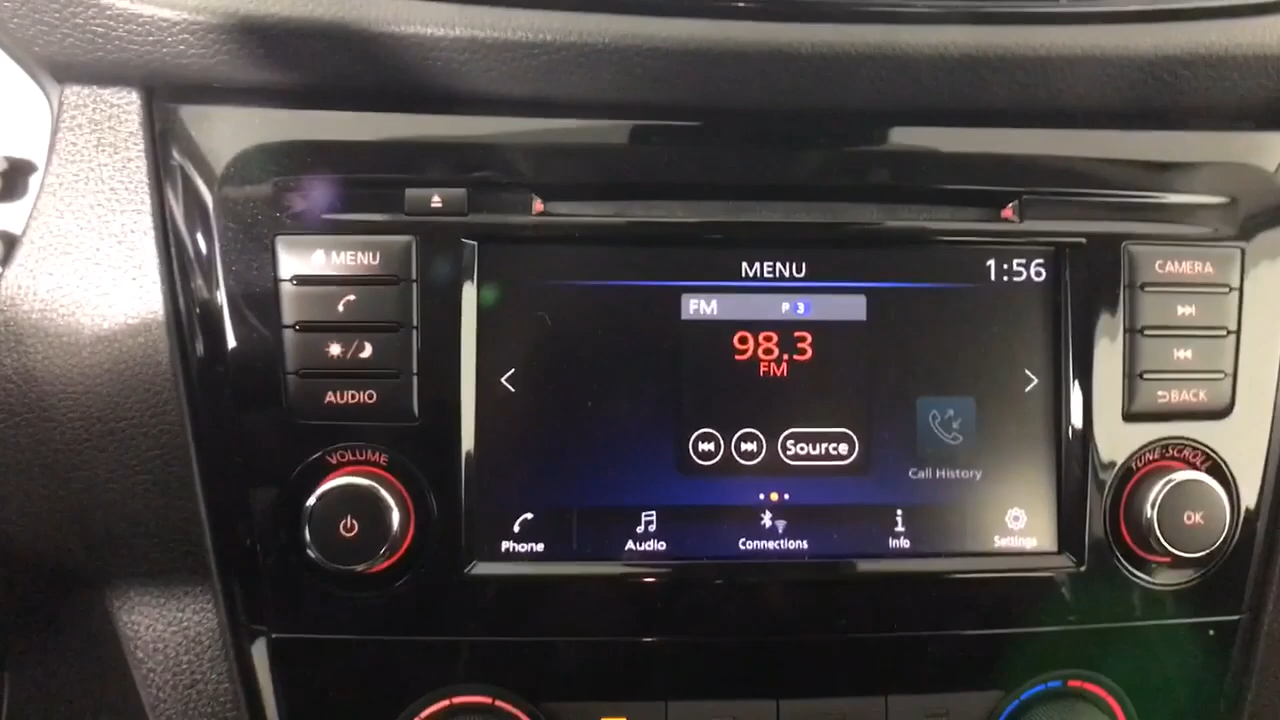 MENU
AUDIO
VOLUME
MENU
1:56
FM P 3
98.3
FM
Source
Call History
Phone
Audio
Connections
Info
Settings
CAMERA
BACK
TUNE·SCROLL
OK